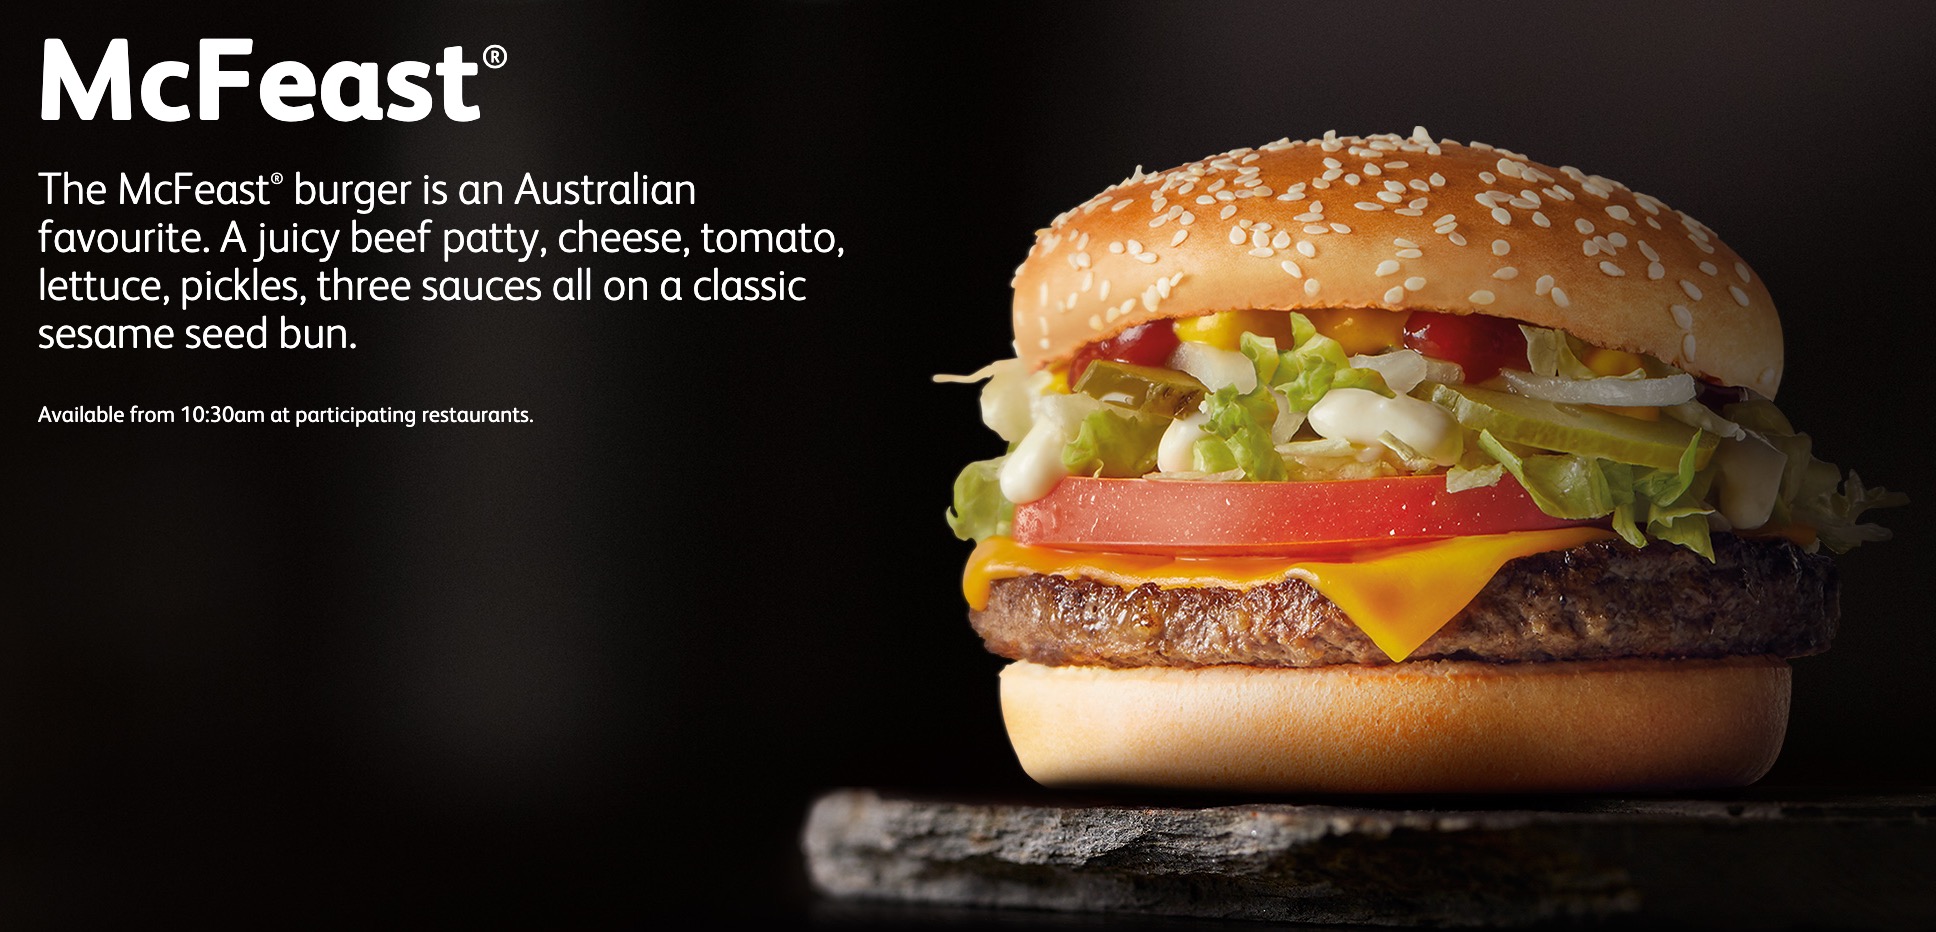 McFeast®
The McFeast® burger is an Australian
favourite. A juicy beef patty, cheese, tomato,
lettuce, pickles, three sauces all on a classic
sesame seed bun.
Available from 10:30am at participating restaurants.